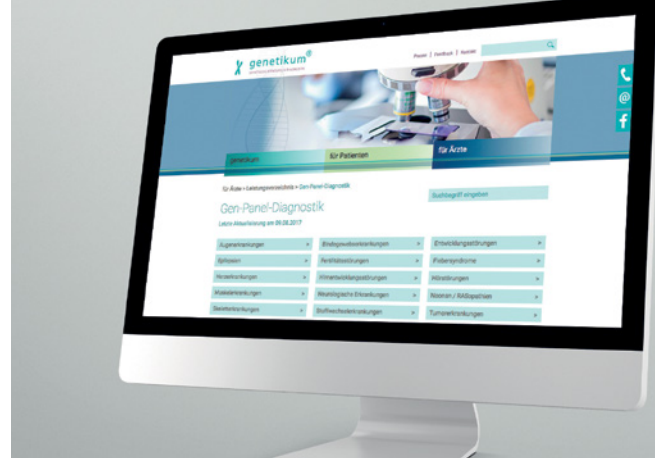 genetikum®
Presse | Feedback | Kontakt
genetikum
für Patienten
für Ärzte
für Ärzte > Leistungsverzeichnis > Gen-Panel-Diagnostik
Suchbegriff eingeben
Gen-Panel-Diagnostik
Letzte Aktualisierung am 09.08.2017
Augenerkrankungen >
Bindegewebserkrankungen >
Entwicklungsstörungen >
Epilepsien >
Fertilitätsstörungen >
Fiebersyndrome >
Herzerkrankungen >
Hirnentwicklungsstörungen >
Hörstörungen >
Muskelerkrankungen >
Neurologische Erkrankungen >
Noonan / RASopathien >
Skeletterkrankungen >
Stoffwechselerkrankungen >
Tumorerkrankungen >